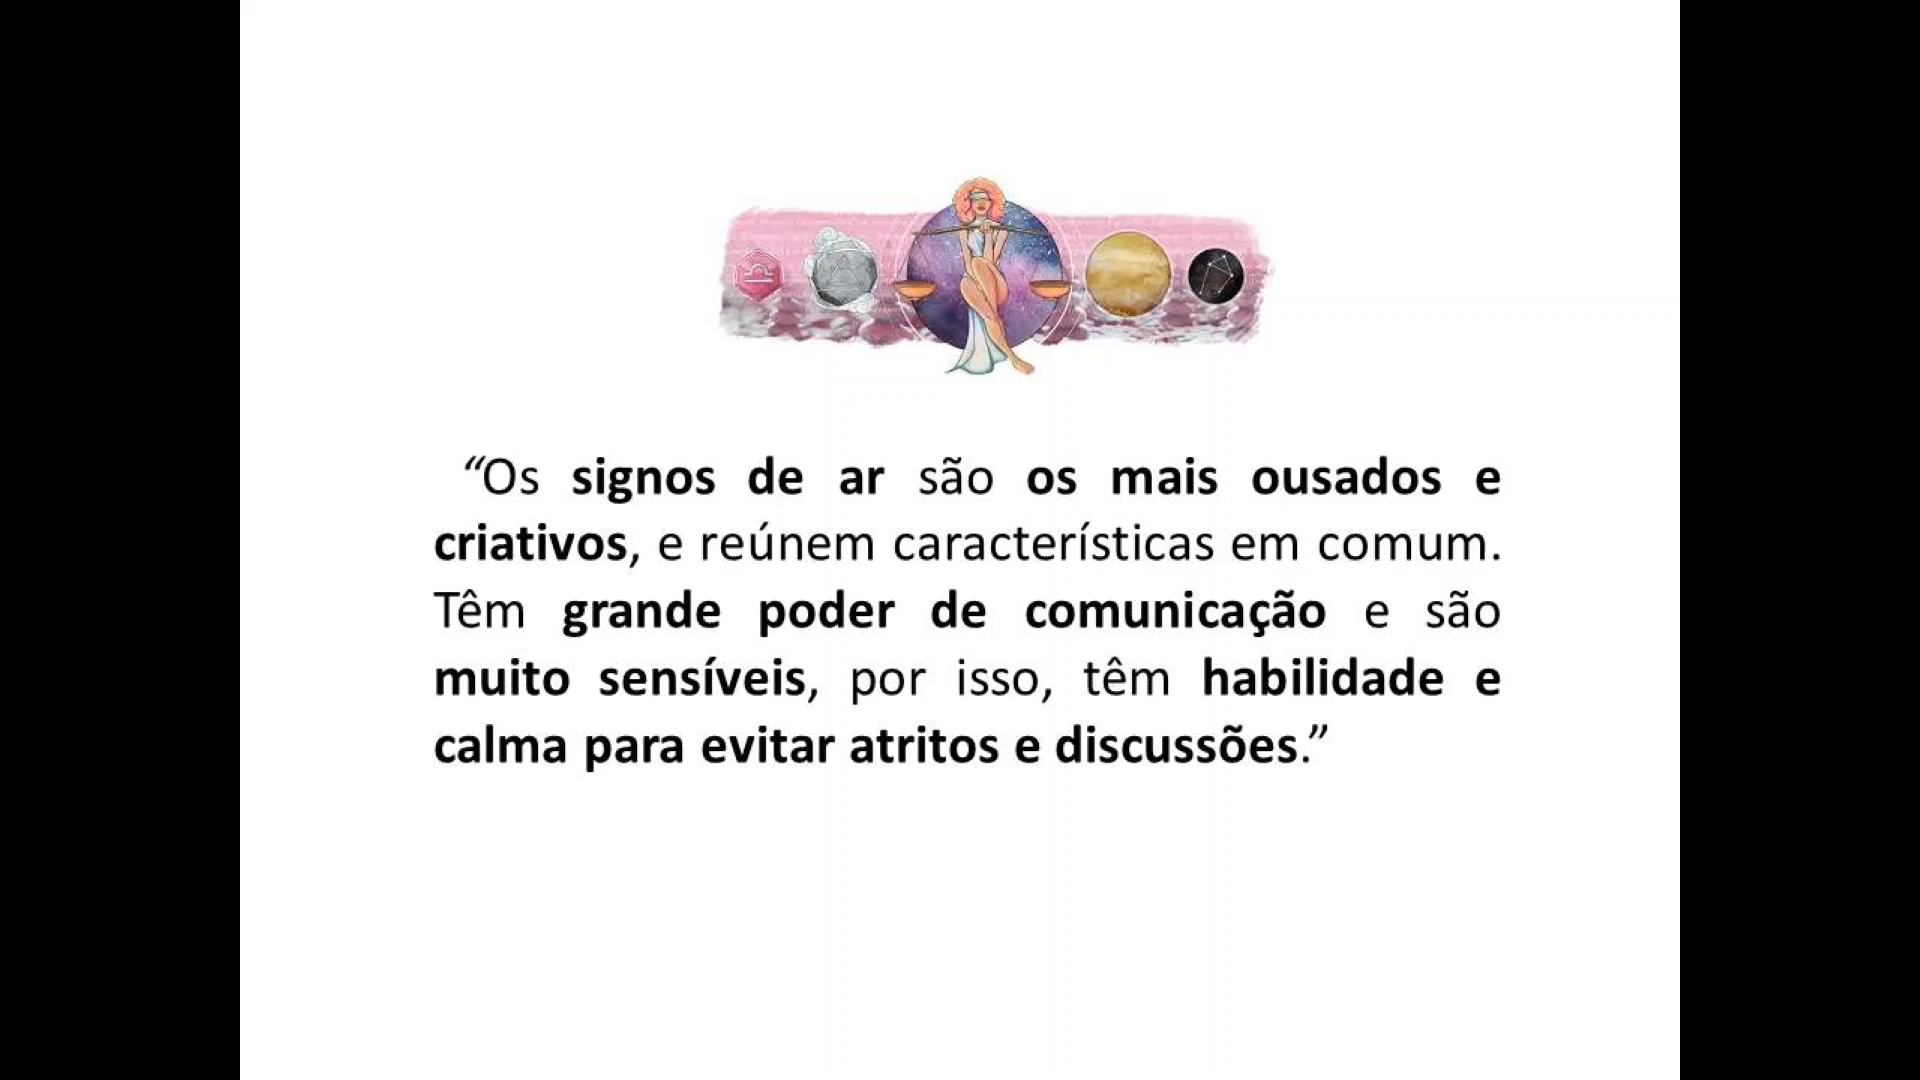 “Os signos de ar são os mais ousados e
criativos, e reúnem características em comum.
Têm grande poder de comunicação e são
muito sensíveis, por isso, têm habilidade e
calma para evitar atritos e discussões.”